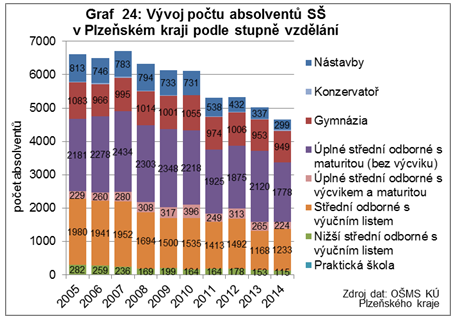 Graf 24: Vývoj počtu absolventů SŠ
v Plzeňském kraji podle stupně vzdělání
7000
6000
5000
4000
3000
2000
1000
0
počet absolventů
813 746 783 794 733 731 538 432 337 299
1083 966 995 1014 1001 1055 974 1006 953 949
2181 2278 2434 2303 2348 2218 1925 1875 2120 1778
229 260 280 308 317 396 249 313 265 224
1980 1941 1952 1694 1500 1535 1413 1492 1168 1233
282 259 236 169 199 164 164 178 153 115
2005 2006 2007 2008 2009 2010 2011 2012 2013 2014
Nástavby
Konzervatoř
Gymnázia
Úplné střední odborné s
maturitou (bez výcviku)
Úplné střední odborné s
výcvikem a maturitou
Střední odborné s
výučním listem
Nižší střední odborné s
výučním listem
Praktická škola
Zdroj dat: OŠMS KÚ
Plzeňského kraje